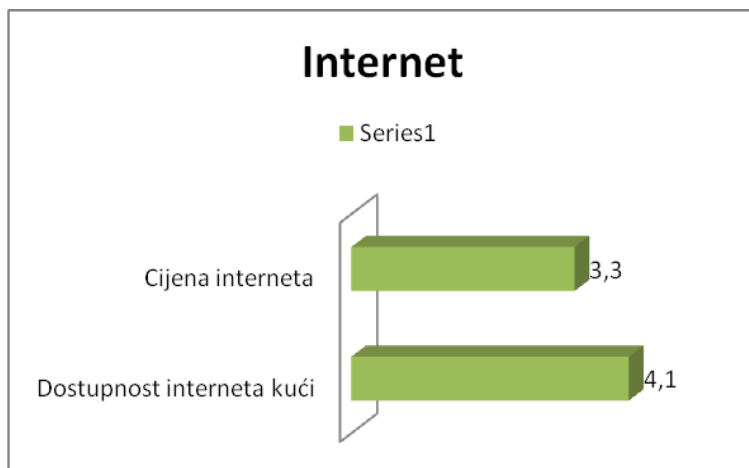 Internet
Series1
Cijena interneta
3,3
Dostupnost interneta kući
4,1